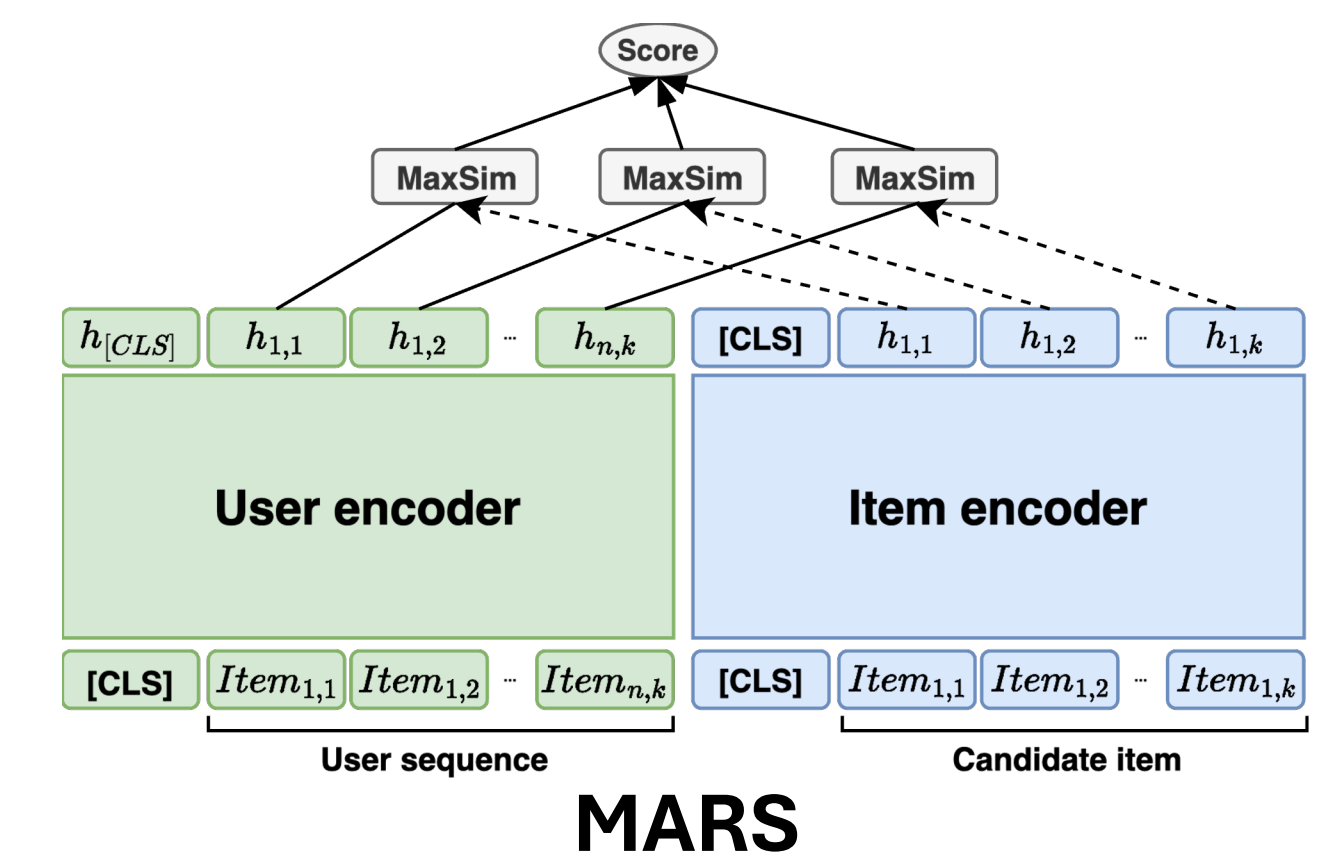 Score
MaxSim MaxSim MaxSim
h[CLS] h1,1 h1,2 ... hn,k [CLS] h1,1 h1,2 ... h1,k
User encoder Item encoder
[CLS] Item1,1 Item1,2 ... Itemn,k [CLS] Item1,1 Item1,2 ... Item1,k
User sequence Candidate item
MARS